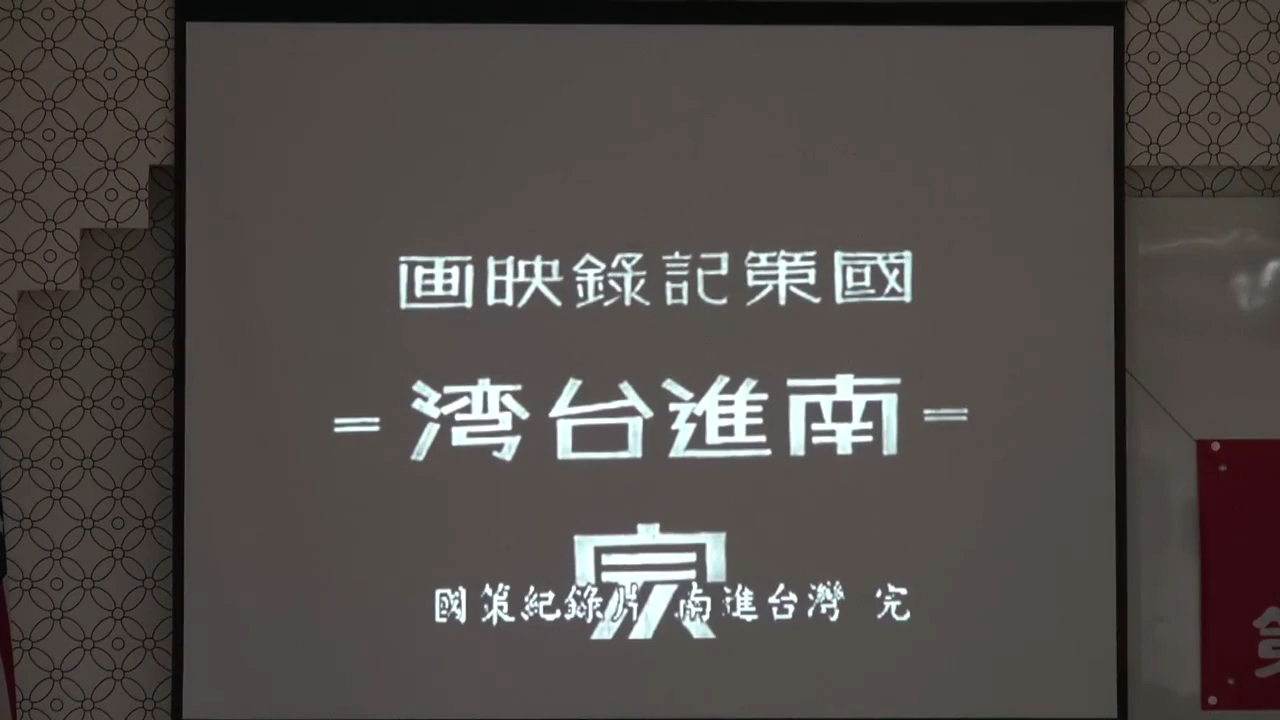 國策記錄映画
=南進台湾=
完
國策紀錄片 南進台灣 完